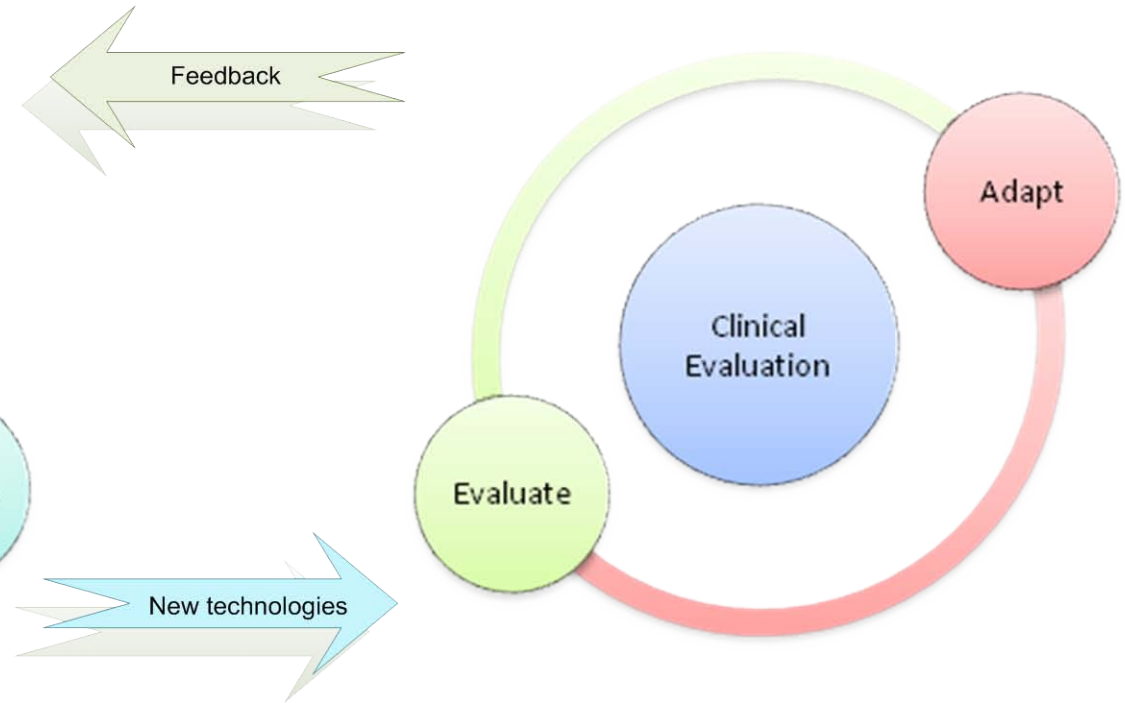 Feedback
Adapt
Clinical
Evaluation
Evaluate
New technologies